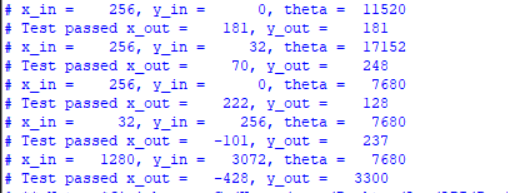 # x_in =    256, y_in =      0, theta =  11520
# Test passed x_out =    181, y_out =    181
# x_in =    256, y_in =     32, theta =  17152
# Test passed x_out =     70, y_out =    248
# x_in =    256, y_in =      0, theta =   7680
# Test passed x_out =    222, y_out =    128
# x_in =     32, y_in =    256, theta =   7680
# Test passed x_out =   -101, y_out =    237
# x_in =   1280, y_in =   3072, theta =   7680
# Test passed x_out =   -428, y_out =   3300